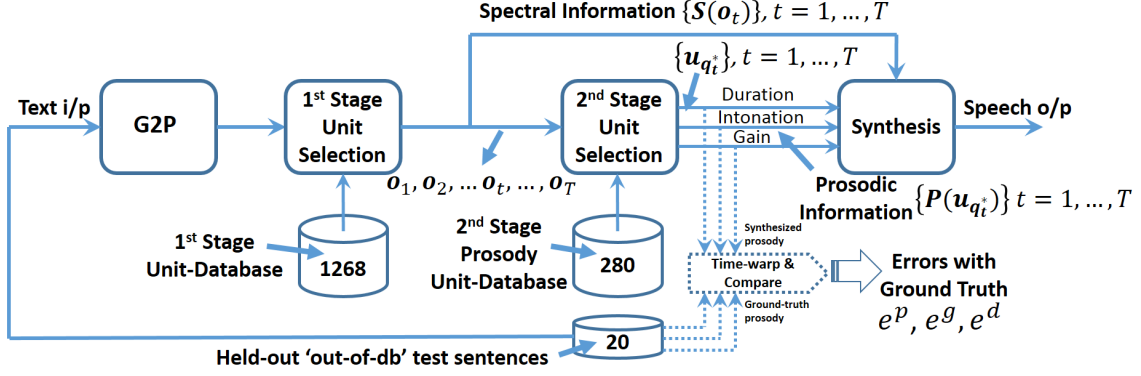 Spectral Information {S(o_t)}, t = 1, … , T
{u_{q_t^*}}, t = 1, … , T
Text i/p
G2P
1st Stage
Unit
Selection
2nd Stage
Unit
Selection
Duration
Intonation
Gain
Synthesis
Speech o/p
o_1, o_2, … o_t, … , o_T
Prosodic
Information
{P(u_{q_t^*})} t = 1, … , T
1st Stage
Unit-Database
1268
2nd Stage
Prosody
Unit-Database
280
Synthesized
prosody
Time-warp &
Compare
Ground-truth
prosody
Errors with
Ground Truth
e^p, e^g, e^d
20
Held-out ‘out-of-db’ test sentences